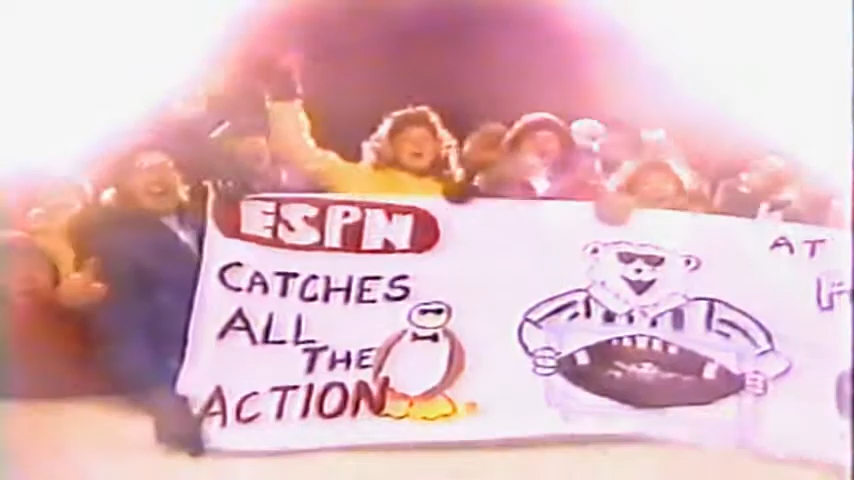 ESPN
CATCHES
ALL
THE
ACTION
AT